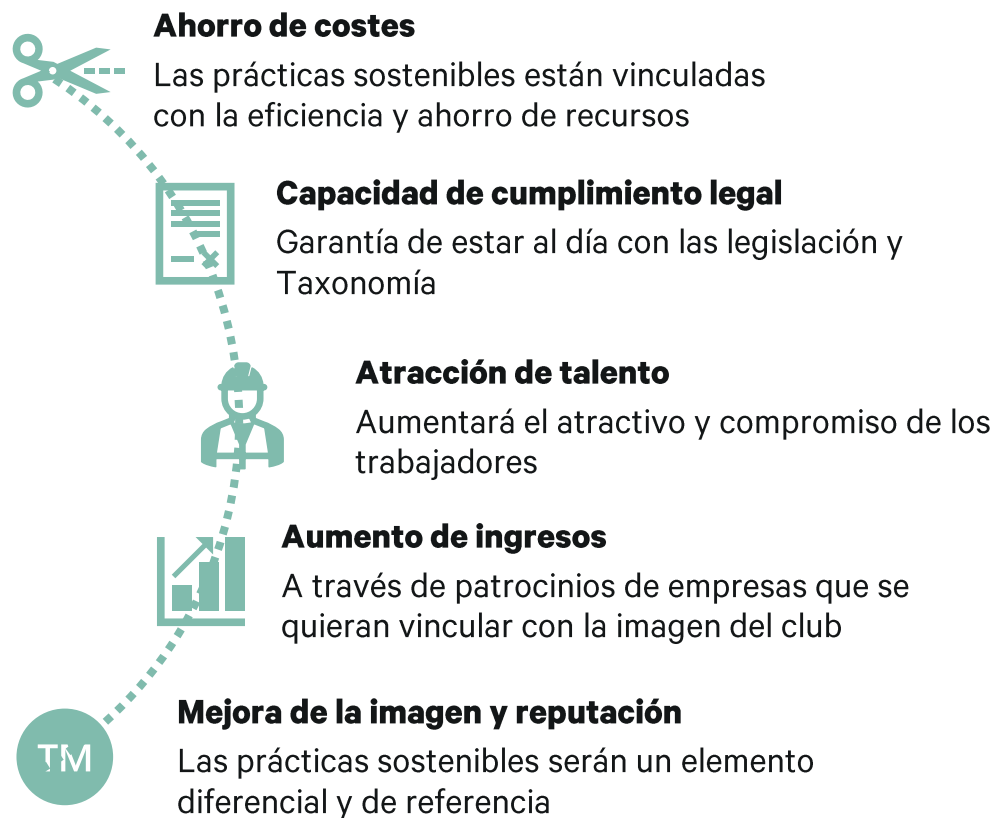 Ahorro de costes
Las prácticas sostenibles están vinculadas
con la eficiencia y ahorro de recursos
Capacidad de cumplimiento legal
Garantía de estar al día con las legislación y
Taxonomía
Atracción de talento
Aumentará el atractivo y compromiso de los
trabajadores
Aumento de ingresos
A través de patrocinios de empresas que se
quieran vincular con la imagen del club
Mejora de la imagen y reputación
TM
Las prácticas sostenibles serán un elemento
diferencial y de referencia